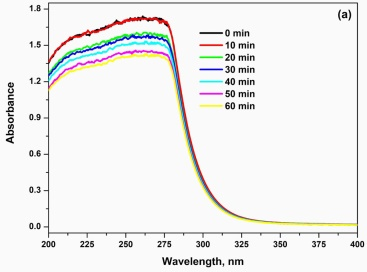 (a)
0 min
10 min
20 min
30 min
40 min
50 min
60 min
Absorbance
1.8
1.5
1.2
0.9
0.6
0.3
0.0
200 225 250 275 300 325 350 375 400
Wavelength, nm